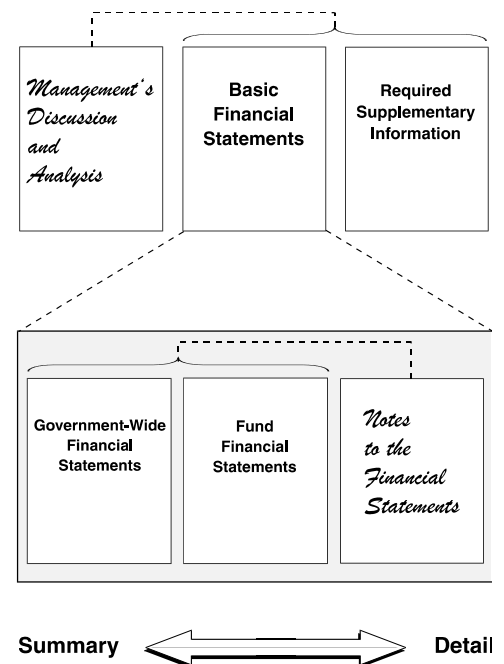 Management's
Discussion
and
Analysis
Basic
Financial
Statements
Required
Supplementary
Information
Government-Wide
Financial
Statements
Fund
Financial
Statements
Notes
to the
Financial
Statements
Summary
Detail